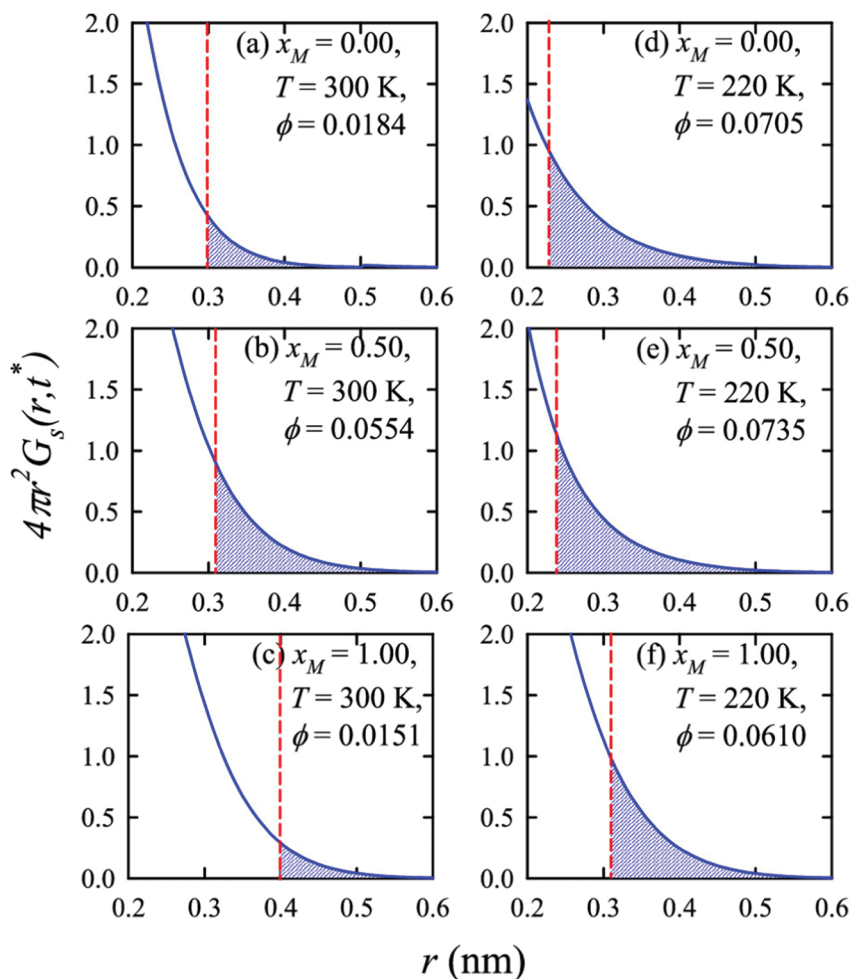 (a) x_M = 0.00,
T = 300 K,
ϕ = 0.0184
2.0
1.5
1.0
0.5
0.0
0.2 0.3 0.4 0.5 0.6
(d) x_M = 0.00,
T = 220 K,
ϕ = 0.0705
2.0
1.5
1.0
0.5
0.0
0.2 0.3 0.4 0.5 0.6
4πr²G_s(r,t*)
(b) x_M = 0.50,
T = 300 K,
ϕ = 0.0554
2.0
1.5
1.0
0.5
0.0
0.2 0.3 0.4 0.5 0.6
(e) x_M = 0.50,
T = 220 K,
ϕ = 0.0735
2.0
1.5
1.0
0.5
0.0
0.2 0.3 0.4 0.5 0.6
(c) x_M = 1.00,
T = 300 K,
ϕ = 0.0151
2.0
1.5
1.0
0.5
0.0
0.2 0.3 0.4 0.5 0.6
(f) x_M = 1.00,
T = 220 K,
ϕ = 0.0610
2.0
1.5
1.0
0.5
0.0
0.2 0.3 0.4 0.5 0.6
r (nm)